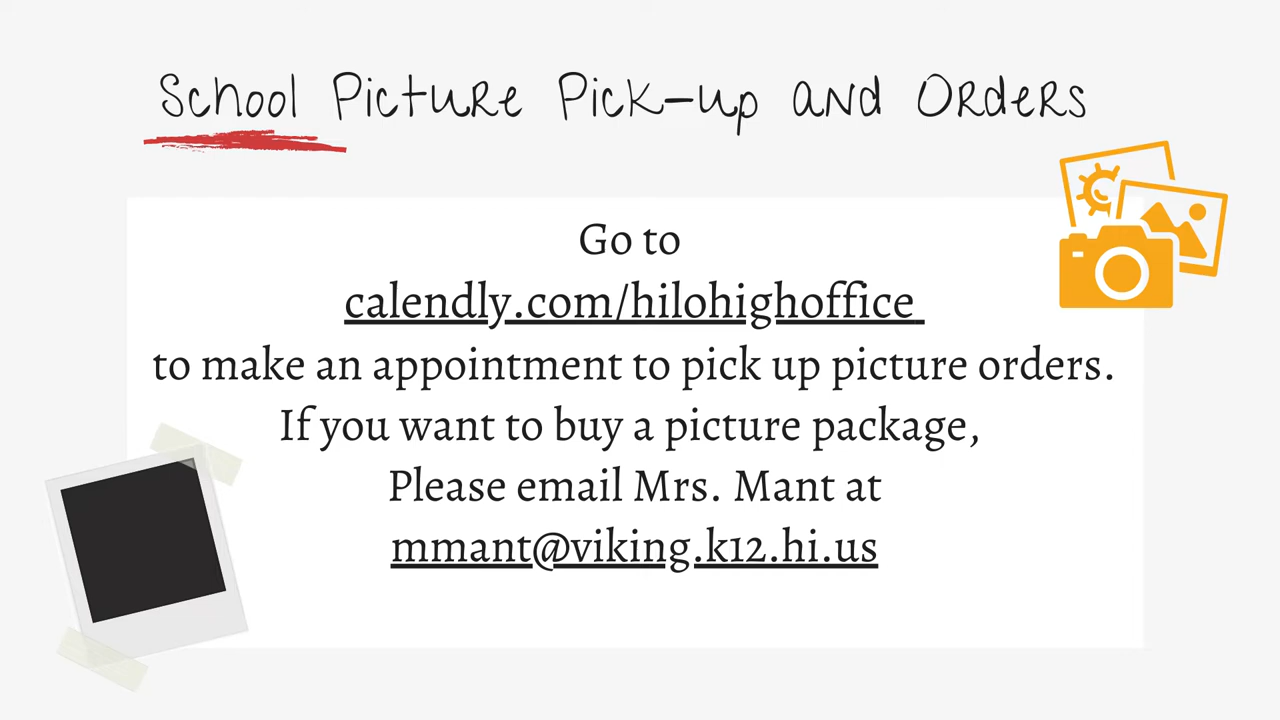 School Picture Pick-up and Orders
Go to
calendly.com/hilohighoffice
to make an appointment to pick up picture orders.
If you want to buy a picture package,
Please email Mrs. Mant at
mmant@viking.k12.hi.us